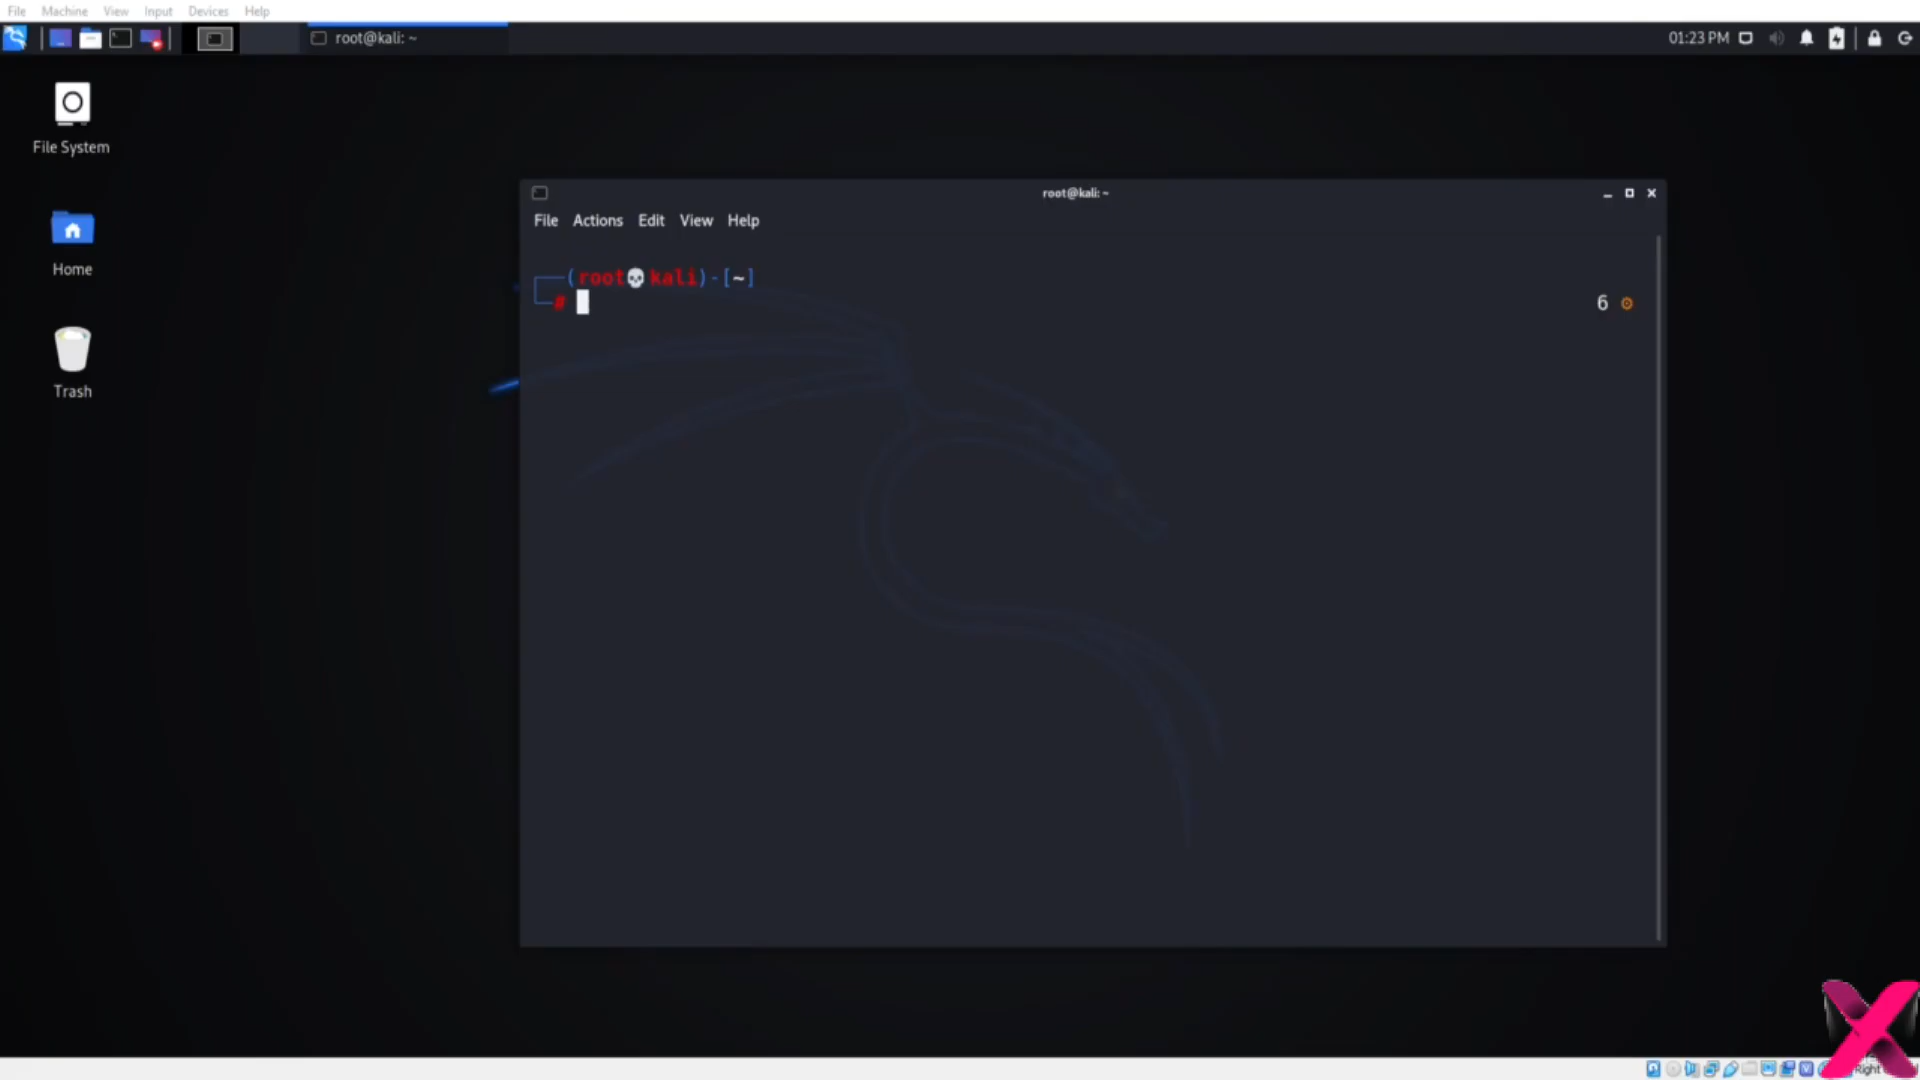 File Machine View Input Devices Help
root@kali: ~
01:23 PM
File System
Home
Trash
root@kali: ~
File Actions Edit View Help
(root💀kali)-[~]
# 6
Right